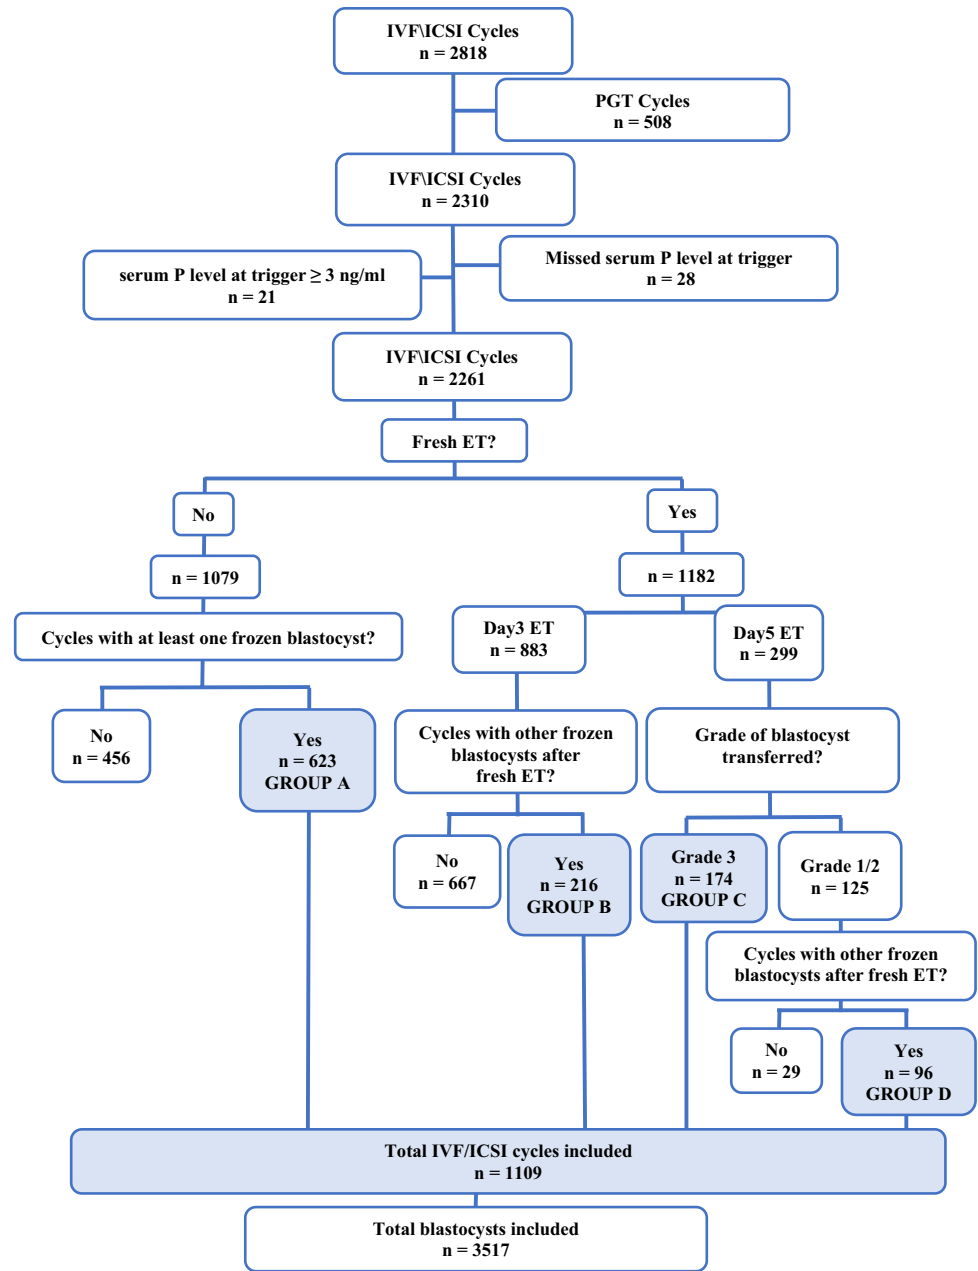 IVF\ICSI Cycles
n = 2818
PGT Cycles
n = 508
IVF\ICSI Cycles
n = 2310
serum P level at trigger ≥ 3 ng/ml
n = 21
Missed serum P level at trigger
n = 28
IVF\ICSI Cycles
n = 2261
Fresh ET?
No
Yes
n = 1079
n = 1182
Cycles with at least one frozen blastocyst?
Day3 ET
n = 883
Day5 ET
n = 299
No
n = 456
Yes
n = 623
GROUP A
Cycles with other frozen
blastocysts after
fresh ET?
Grade of blastocyst
transferred?
No
n = 667
Yes
n = 216
GROUP B
Grade 3
n = 174
GROUP C
Grade 1/2
n = 125
Cycles with other frozen
blastocysts after fresh ET?
No
n = 29
Yes
n = 96
GROUP D
Total IVF/ICSI cycles included
n = 1109
Total blastocysts included
n = 3517